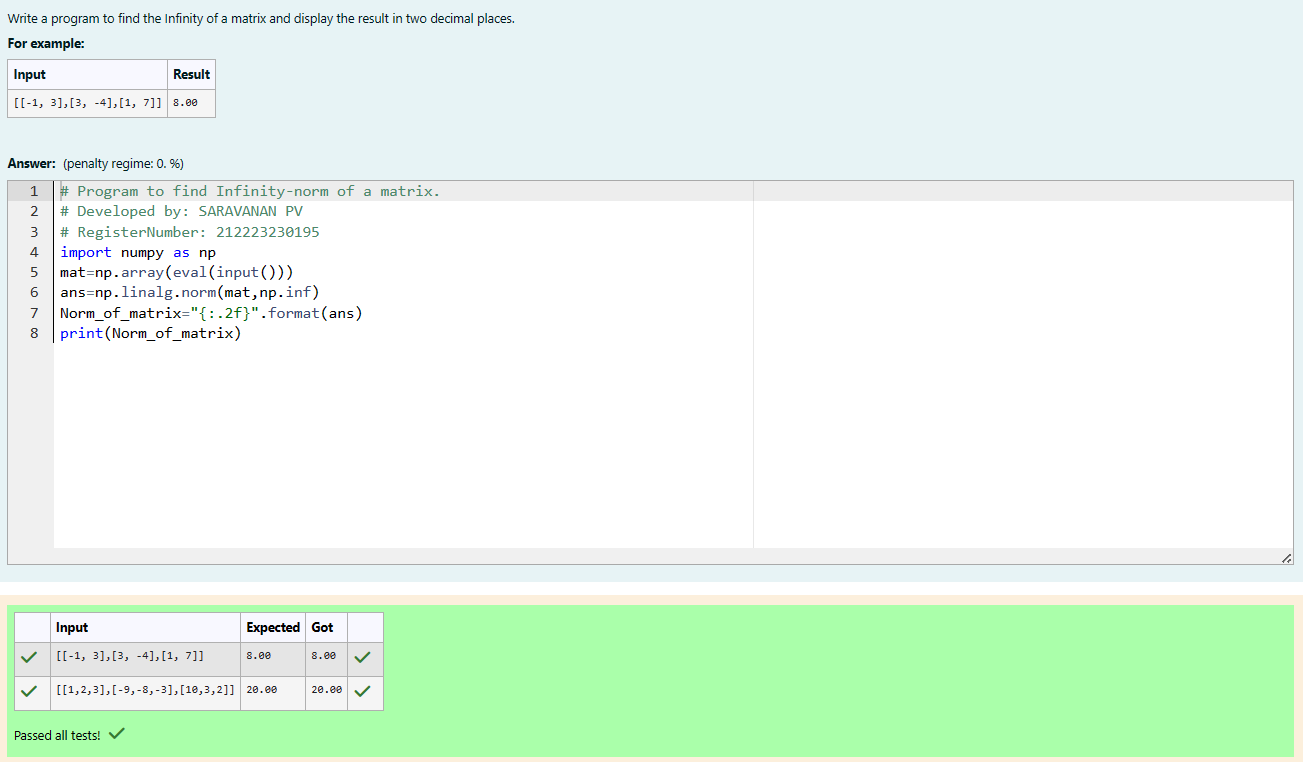 Write a program to find the Infinity of a matrix and display the result in two decimal places.
For example:
Input Result
[[-1, 3],[3, -4],[1, 7]] 8.00
Answer: (penalty regime: 0. %)
1 # Program to find Infinity-norm of a matrix.
2 # Developed by: SARAVANAN PV
3 # RegisterNumber: 212223230195
4 import numpy as np
5 mat=np.array(eval(input()))
6 ans=np.linalg.norm(mat,np.inf)
7 Norm_of_matrix="{:.2f}".format(ans)
8 print(Norm_of_matrix)
Input Expected Got
[[-1, 3],[3, -4],[1, 7]] 8.00 8.00
[[1,2,3],[-9,-8,-3],[10,3,2]] 20.00 20.00
Passed all tests!